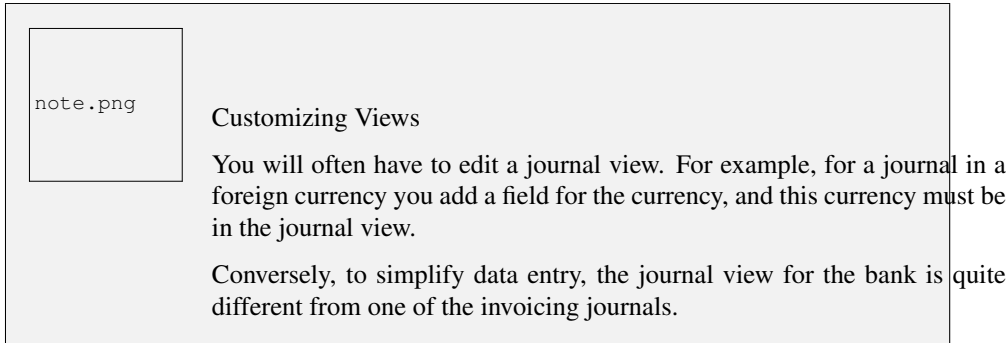 note.png
Customizing Views
You will often have to edit a journal view. For example, for a journal in a
foreign currency you add a field for the currency, and this currency must be
in the journal view.
Conversely, to simplify data entry, the journal view for the bank is quite
different from one of the invoicing journals.